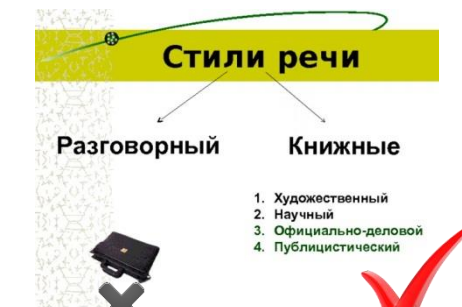 Стили речи
Разговорный
Книжные
1. Художественный
2. Научный
3. Официально-деловой
4. Публицистический